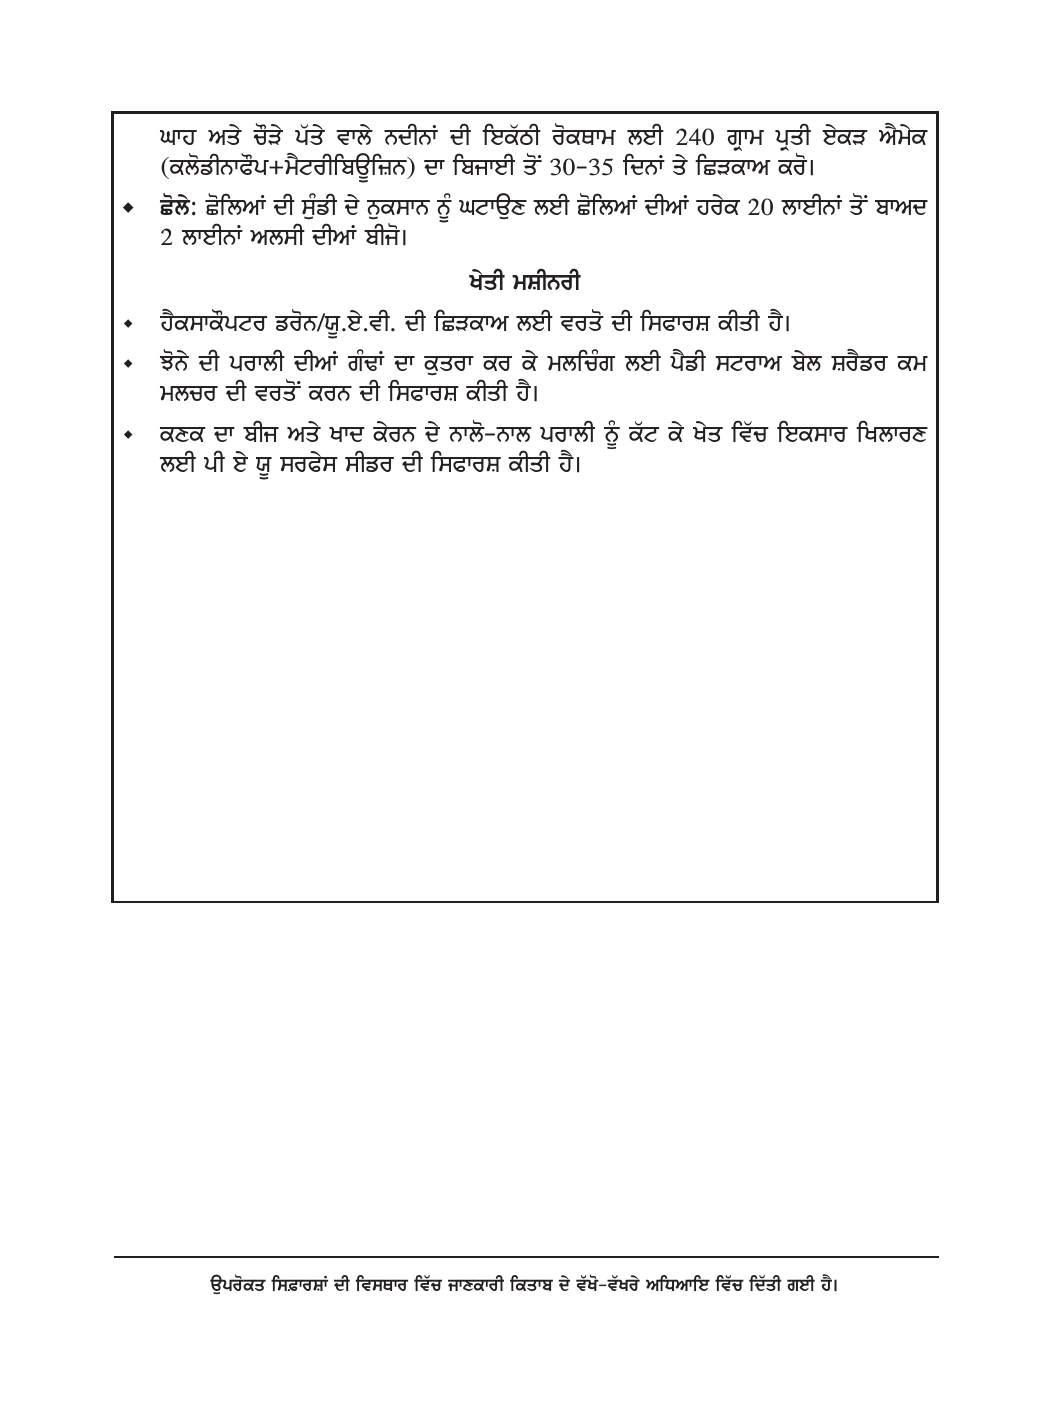 ਘਾਹ ਅਤੇ ਚੌੜੇ ਪੱਤੇ ਵਾਲੇ ਨਦੀਨਾਂ ਦੀ ਇਕੱਠੀ ਰੋਕਥਾਮ ਲਈ 240 ਗ੍ਰਾਮ ਪ੍ਰਤੀ ਏਕੜ ਐਮੇਕ
(ਕਲੋਡੀਨਾਫੌਪ+ਮੈਟਰੀਬਿਊਜ਼ਿਨ) ਦਾ ਬਿਜਾਈ ਤੋਂ 30-35 ਦਿਨਾਂ ਤੇ ਛਿੜਕਾਅ ਕਰੋ।
◆ ਛੋਲੇ: ਛੋਲਿਆਂ ਦੀ ਸੁੰਡੀ ਦੇ ਨੁਕਸਾਨ ਨੂੰ ਘਟਾਉਣ ਲਈ ਛੋਲਿਆਂ ਦੀਆਂ ਹਰੇਕ 20 ਲਾਈਨਾਂ ਤੋਂ ਬਾਅਦ
2 ਲਾਈਨਾਂ ਅਲਸੀ ਦੀਆਂ ਬੀਜੋ।
ਖੇਤੀ ਮਸ਼ੀਨਰੀ
◆ ਹੈਕਸਾਕੌਪਟਰ ਡਰੋਨ/ਯੂ.ਏ.ਵੀ. ਦੀ ਛਿੜਕਾਅ ਲਈ ਵਰਤੋ ਦੀ ਸਿਫਾਰਸ਼ ਕੀਤੀ ਹੈ।
◆ ਝੋਨੇ ਦੀ ਪਰਾਲੀ ਦੀਆਂ ਗੰਢਾਂ ਦਾ ਕੁਤਰਾ ਕਰ ਕੇ ਮਲਚਿੰਗ ਲਈ ਪੈਡੀ ਸਟਰਾਅ ਬੇਲ ਸ਼ਰੈਡਰ ਕਮ
ਮਲਚਰ ਦੀ ਵਰਤੋਂ ਕਰਨ ਦੀ ਸਿਫਾਰਸ਼ ਕੀਤੀ ਹੈ।
◆ ਕਣਕ ਦਾ ਬੀਜ ਅਤੇ ਖਾਦ ਕੇਰਨ ਦੇ ਨਾਲੋ-ਨਾਲ ਪਰਾਲੀ ਨੂੰ ਕੱਟ ਕੇ ਖੇਤ ਵਿੱਚ ਇਕਸਾਰ ਖਿਲਾਰਣ
ਲਈ ਪੀ ਏ ਯੂ ਸਰਫੇਸ ਸੀਡਰ ਦੀ ਸਿਫਾਰਸ਼ ਕੀਤੀ ਹੈ।
ਉਪਰੋਕਤ ਸਿਫ਼ਾਰਸ਼ਾਂ ਦੀ ਵਿਸਥਾਰ ਵਿੱਚ ਜਾਣਕਾਰੀ ਕਿਤਾਬ ਦੇ ਵੱਖੋ-ਵੱਖਰੇ ਅਧਿਆਇ ਵਿੱਚ ਦਿੱਤੀ ਗਈ ਹੈ।